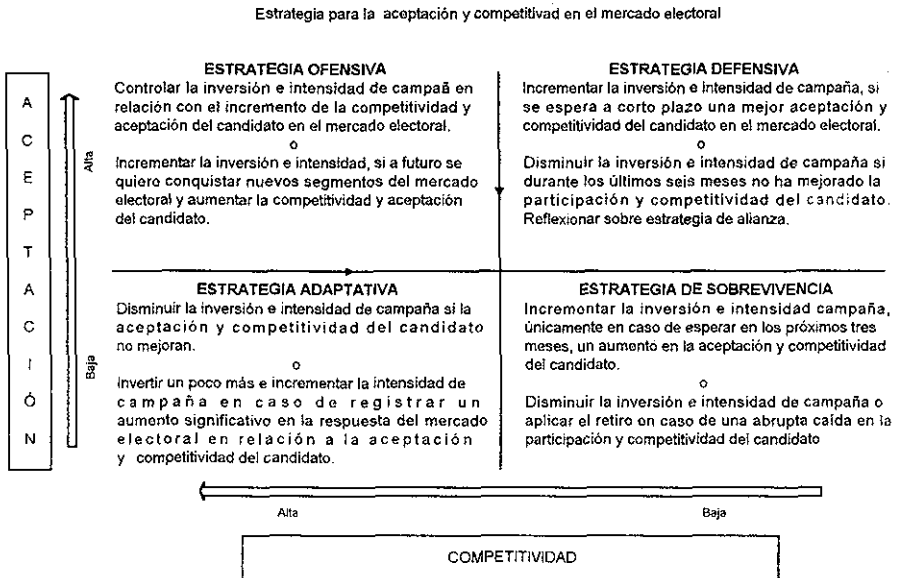 Estrategia para la aceptación y competitivad en el mercado electoral
ACEPTACIÓN
Alta
Baja
ESTRATEGIA OFENSIVA
Controlar la inversión e intensidad de campañ en
relación con el incremento de la competitividad y
aceptación del candidato en el mercado electoral.
o
Incrementar la inversión e intensidad, si a futuro se
quiero conquistar nuevos segmentos del mercado
electoral y aumentar la competitividad y aceptación
del candidato.
ESTRATEGIA DEFENSIVA
Incrementar la inversión e intensidad de campaña, si
se espera a corto plazo una mejor aceptación y
competitividad del candidato en el mercado electoral.
o
Disminuir la inversión e intensidad de campaña si
durante los últimos seis meses no ha mejorado la
participación y competitividad del candidato.
Reflexionar sobre estrategia de alianza.
ESTRATEGIA ADAPTATIVA
Disminuir la inversión e intensidad de campaña si la
aceptación y competitividad del candidato
no mejoran.
o
Invertir un poco más e incrementar la intensidad de
campaña en caso de registrar un
aumento significativo en la respuesta del mercado
electoral en relación a la aceptación
y competitividad del candidato.
ESTRATEGIA DE SOBREVIVENCIA
Incrementar la inversión e intensidad campaña,
únicamente en caso de esperar en los próximos tres
meses, un aumento en la aceptación y competitividad
del candidato.
o
Disminuir la inversión e intensidad de campaña o
aplicar el retiro en caso de una abrupta caída en la
participación y competitividad del candidato
Alta
Baja
COMPETITIVIDAD